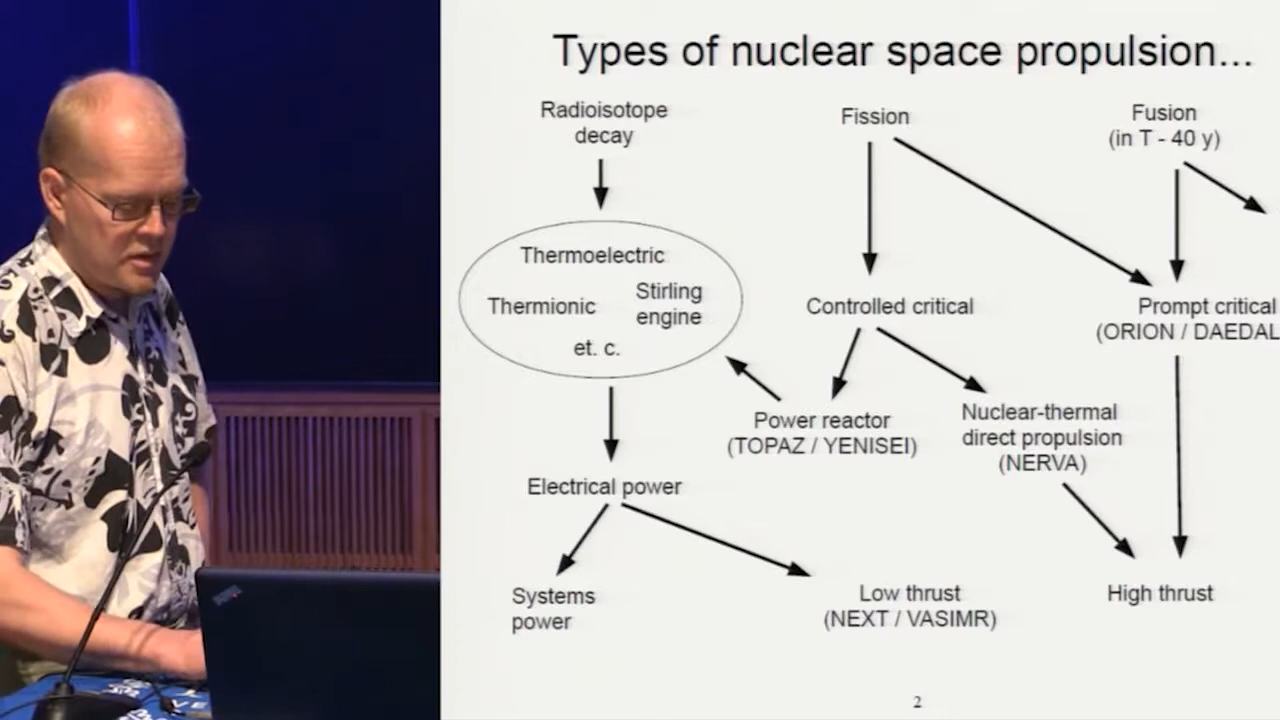 Types of nuclear space propulsion...
Radioisotope
decay
Fission
Fusion
(in T - 40 y)
Thermoelectric
Thermionic
Stirling
engine
et. c.
Controlled critical
Prompt critical
(ORION / DAEDAL
Power reactor
(TOPAZ / YENISEI)
Nuclear-thermal
direct propulsion
(NERVA)
Electrical power
Systems
power
Low thrust
(NEXT / VASIMR)
High thrust
2
VE